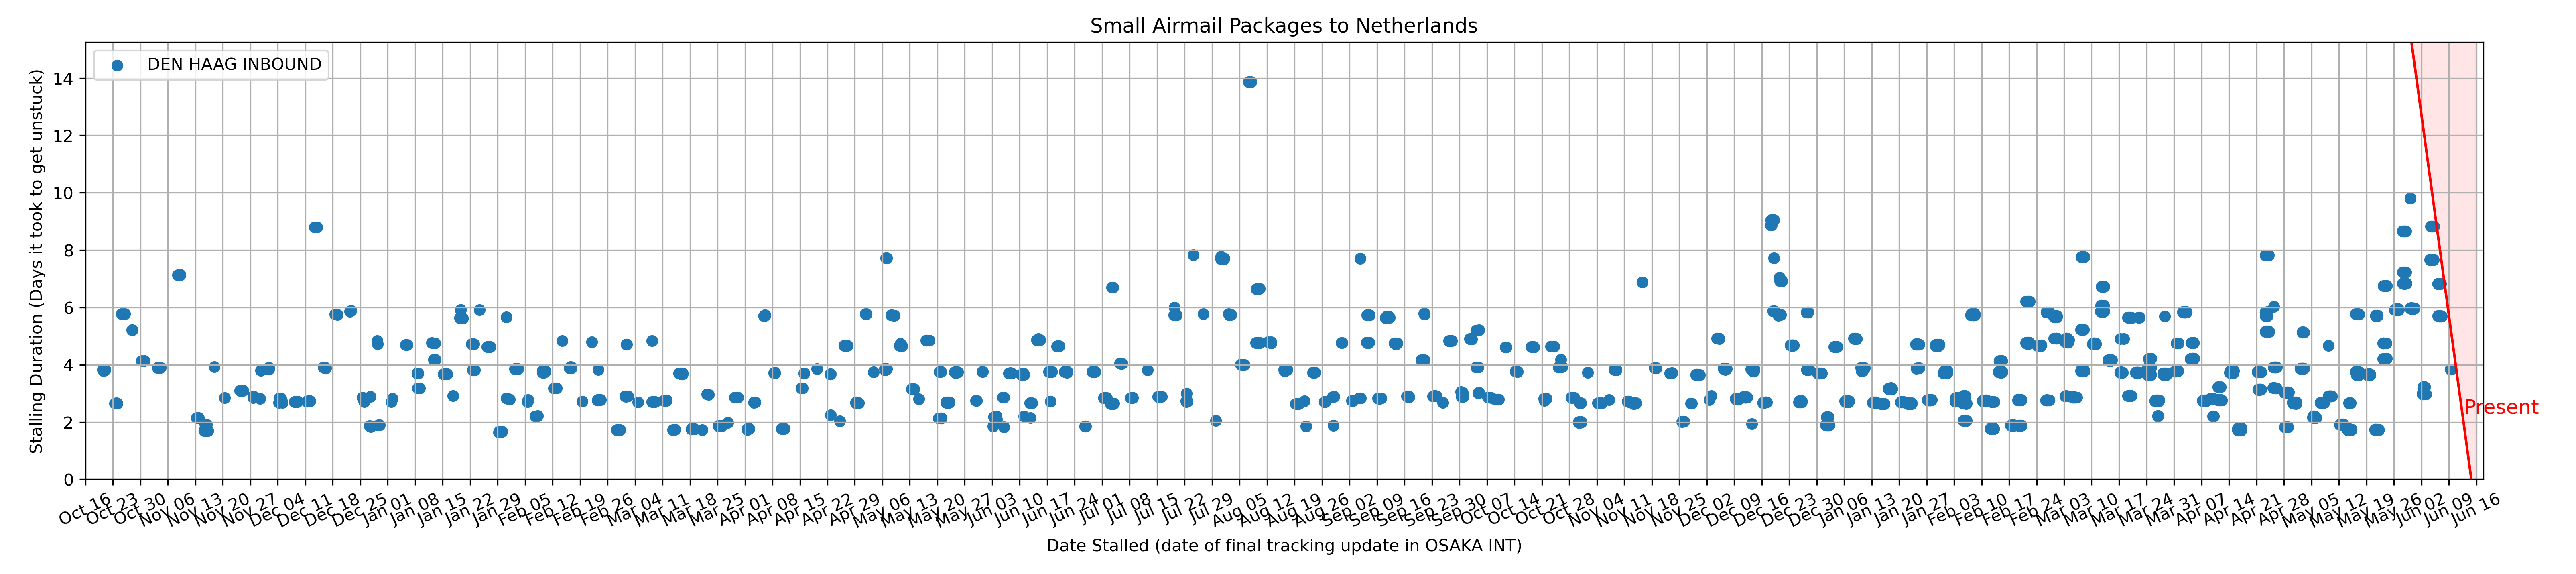 Small Airmail Packages to Netherlands
DEN HAAG INBOUND
Stalling Duration (Days it took to get unstuck)
14
12
10
8
6
4
2
0
Present
Oct 16
Oct 23
Oct 30
Nov 06
Nov 13
Nov 20
Nov 27
Dec 04
Dec 11
Dec 18
Dec 25
Jan 01
Jan 08
Jan 15
Jan 22
Jan 29
Feb 05
Feb 12
Feb 19
Feb 26
Mar 04
Mar 11
Mar 18
Mar 25
Apr 01
Apr 08
Apr 15
Apr 22
Apr 29
May 06
May 13
May 20
May 27
Jun 03
Jun 10
Jun 17
Jun 24
Jul 01
Jul 08
Jul 15
Jul 22
Jul 29
Aug 05
Aug 12
Aug 19
Aug 26
Sep 02
Sep 09
Sep 16
Sep 23
Sep 30
Oct 07
Oct 14
Oct 21
Oct 28
Nov 04
Nov 11
Nov 18
Nov 25
Dec 02
Dec 09
Dec 16
Dec 23
Dec 30
Jan 06
Jan 13
Jan 20
Jan 27
Feb 03
Feb 10
Feb 17
Feb 24
Mar 03
Mar 10
Mar 17
Mar 24
Mar 31
Apr 07
Apr 14
Apr 21
Apr 28
May 05
May 12
May 19
May 26
Jun 02
Jun 09
Jun 16
Date Stalled (date of final tracking update in OSAKA INT)